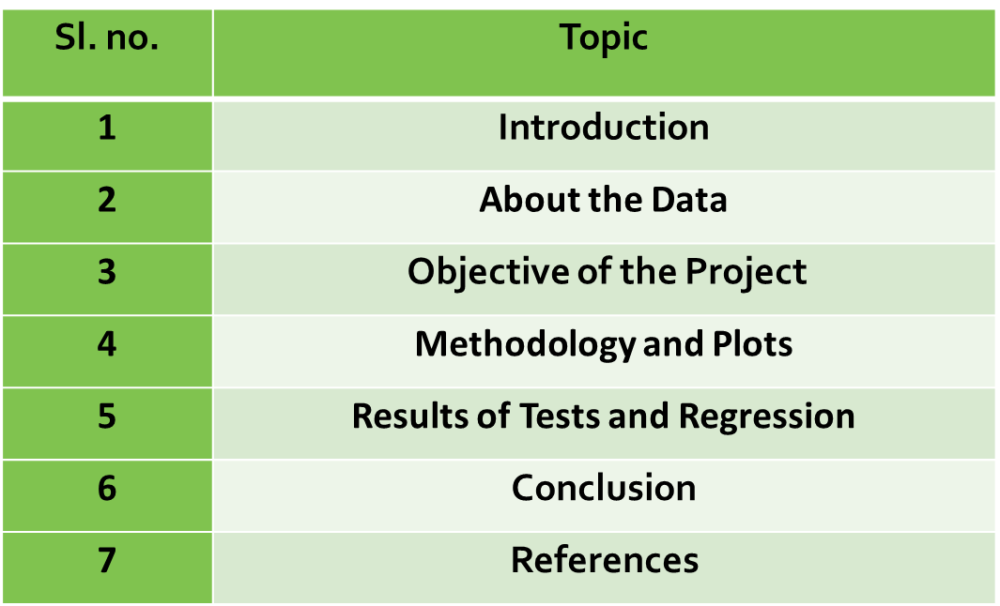 Sl. no. Topic
1 Introduction
2 About the Data
3 Objective of the Project
4 Methodology and Plots
5 Results of Tests and Regression
6 Conclusion
7 References